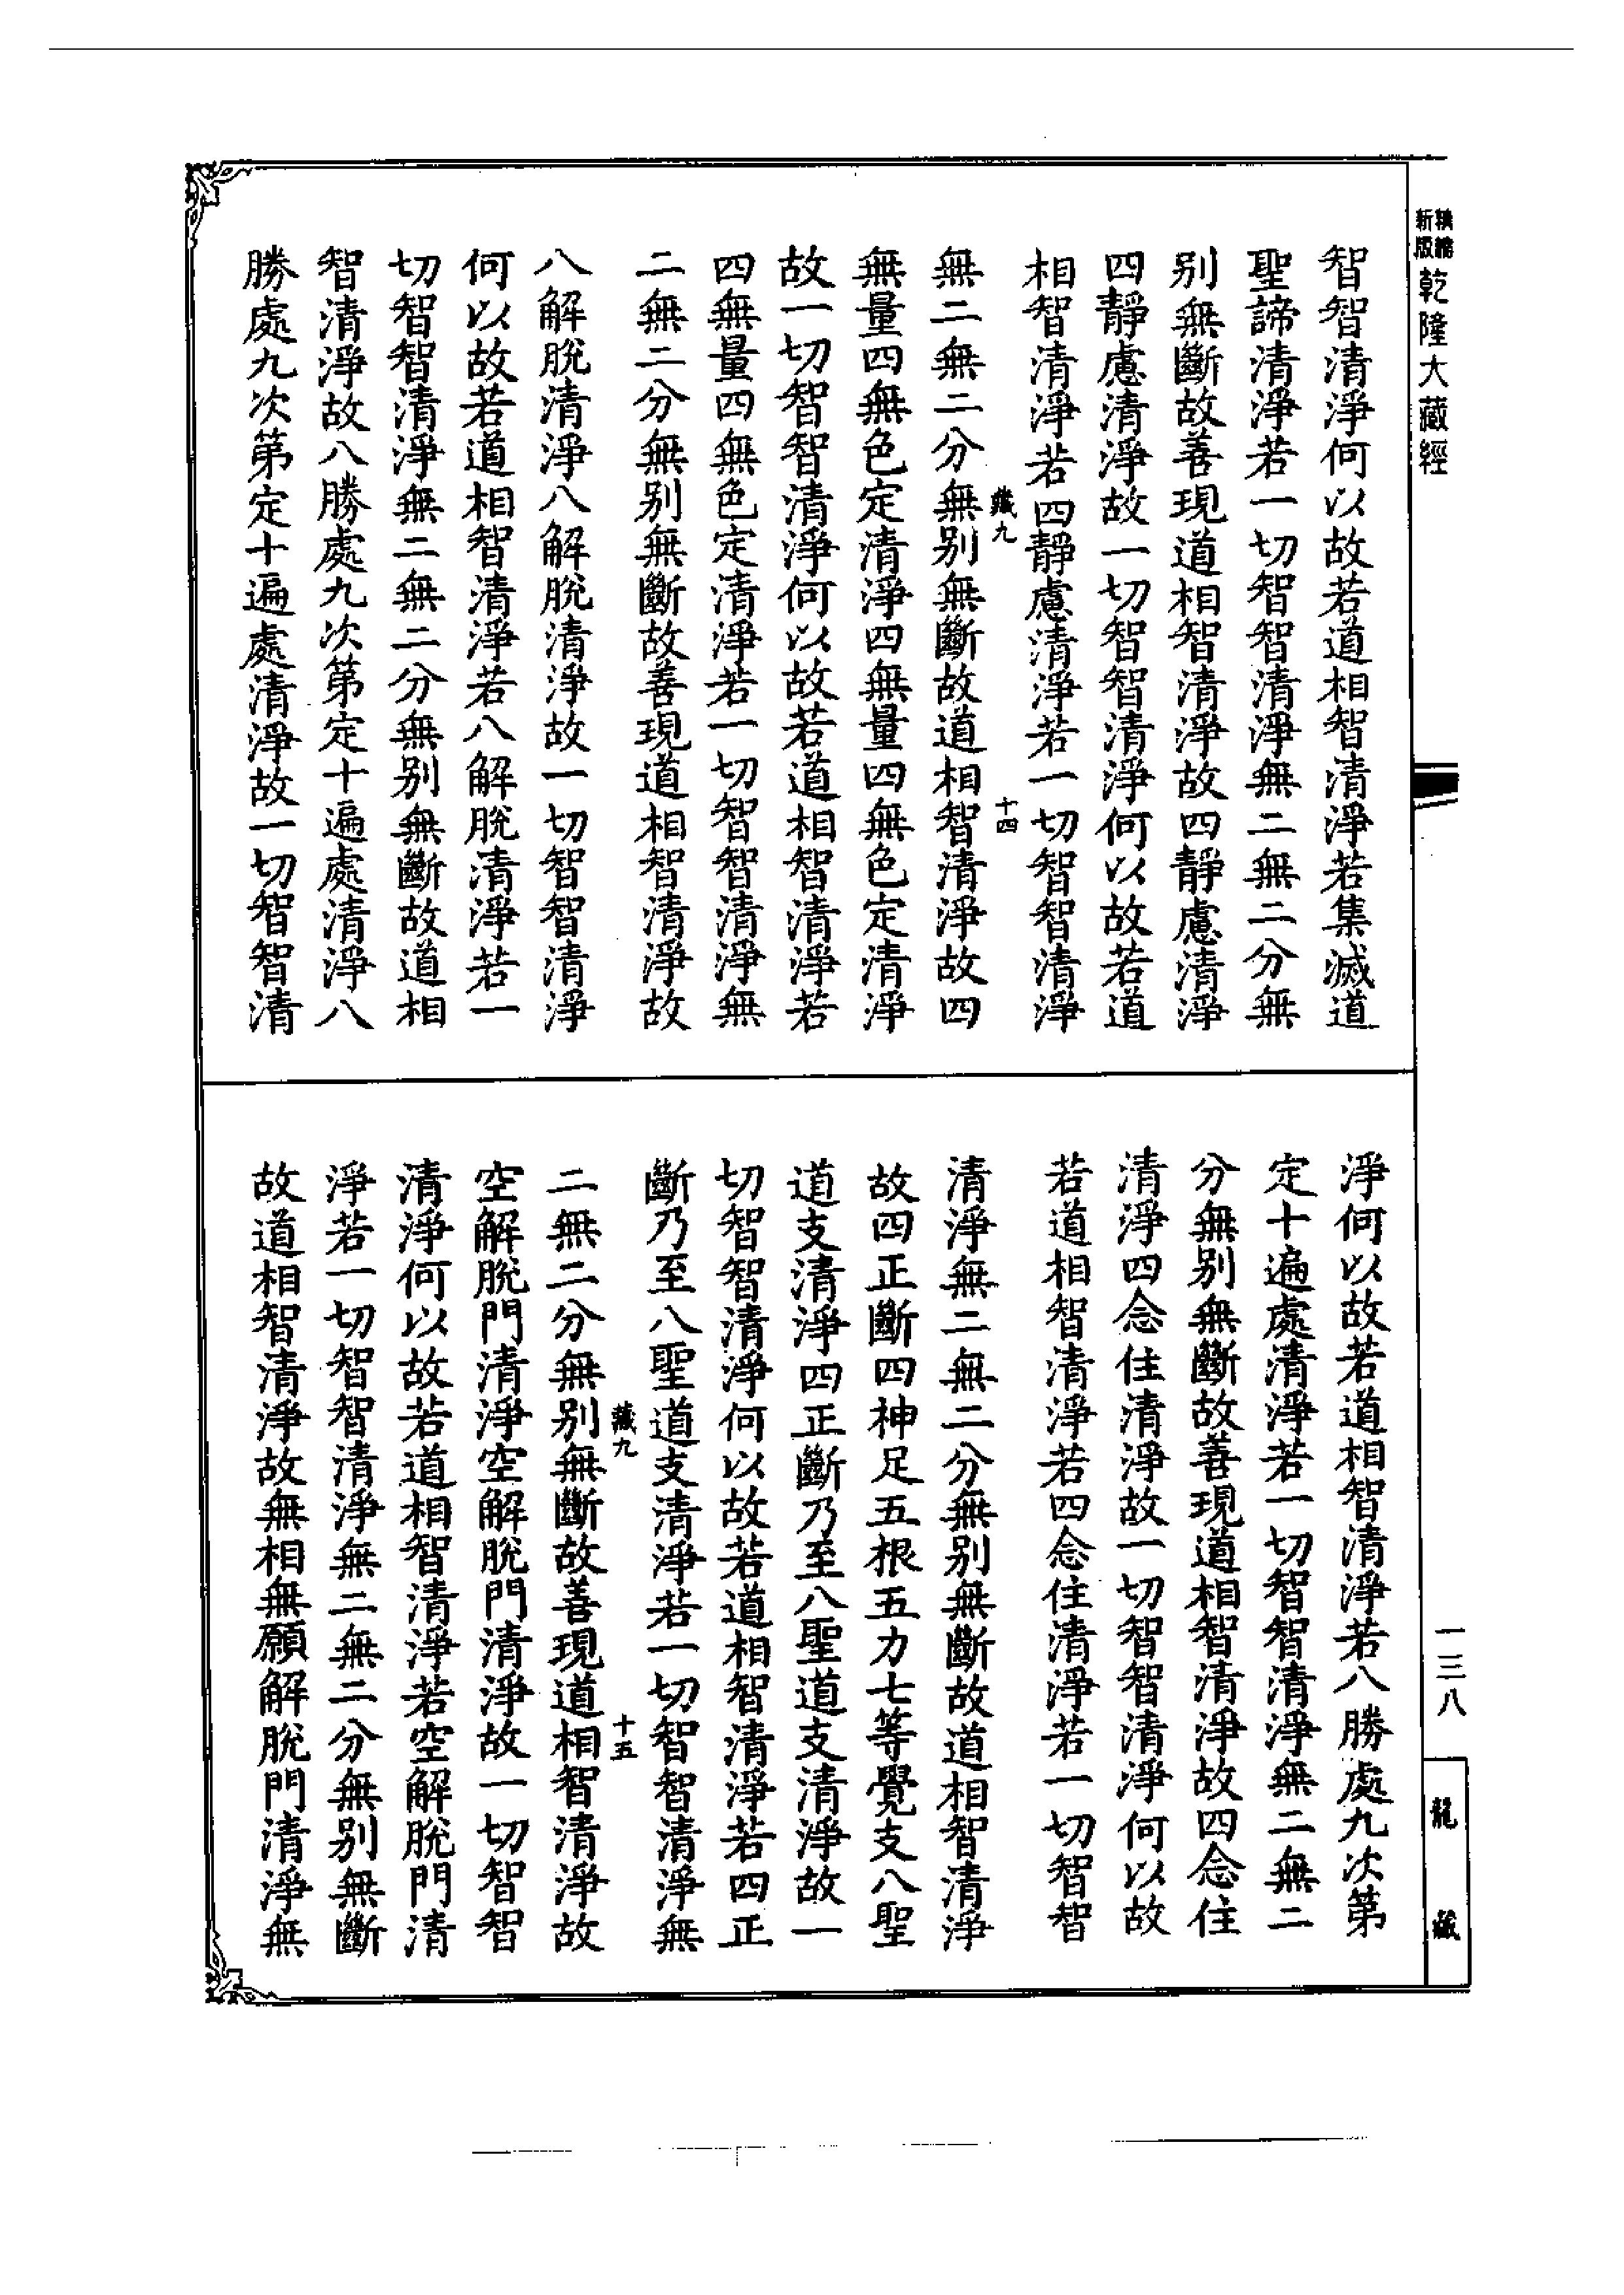 新版
精縮
乾隆大藏經
智智清淨何以故若道相智清淨若集滅道
聖諦清淨若一切智智清淨無二無二分無
别無斷故善現道相智清淨故四靜慮清淨
四靜慮清淨故一切智智清淨何以故若道
相智清淨若四靜慮清淨若一切智智清淨
藏九
十四
無二無二分無别無斷故道相智清淨故四
無量四無色定清淨四無量四無色定清淨
故一切智智清淨何以故若道相智清淨若
四無量四無色定清淨若一切智智清淨無
二無二分無别無斷故善現道相智清淨故
八解脫清淨八解脫清淨故一切智智清淨
何以故若道相智清淨若八解脫清淨若一
切智智清淨無二無二分無别無斷故道相
智清淨故八勝處九次第定十遍處清淨八
勝處九次第定十遍處清淨故一切智智清
淨何以故若道相智清淨若八勝處九次第
定十遍處清淨若一切智智清淨無二無二
分無别無斷故善現道相智清淨故四念住
清淨四念住清淨故一切智智清淨何以故
若道相智清淨若四念住清淨若一切智智
清淨無二無二分無别無斷故道相智清淨
故四正斷四神足五根五力七等覺支八聖
道支清淨四正斷乃至八聖道支清淨故一
切智智清淨何以故若道相智清淨若四正
斷乃至八聖道支清淨若一切智智清淨無
藏九
十五
二無二分無别無斷故善現道相智清淨故
空解脫門清淨空解脫門清淨故一切智智
清淨何以故若道相智清淨若空解脫門清
淨若一切智智清淨無二無二分無别無斷
故道相智清淨故無相無願解脫門清淨無
一三八
龍藏